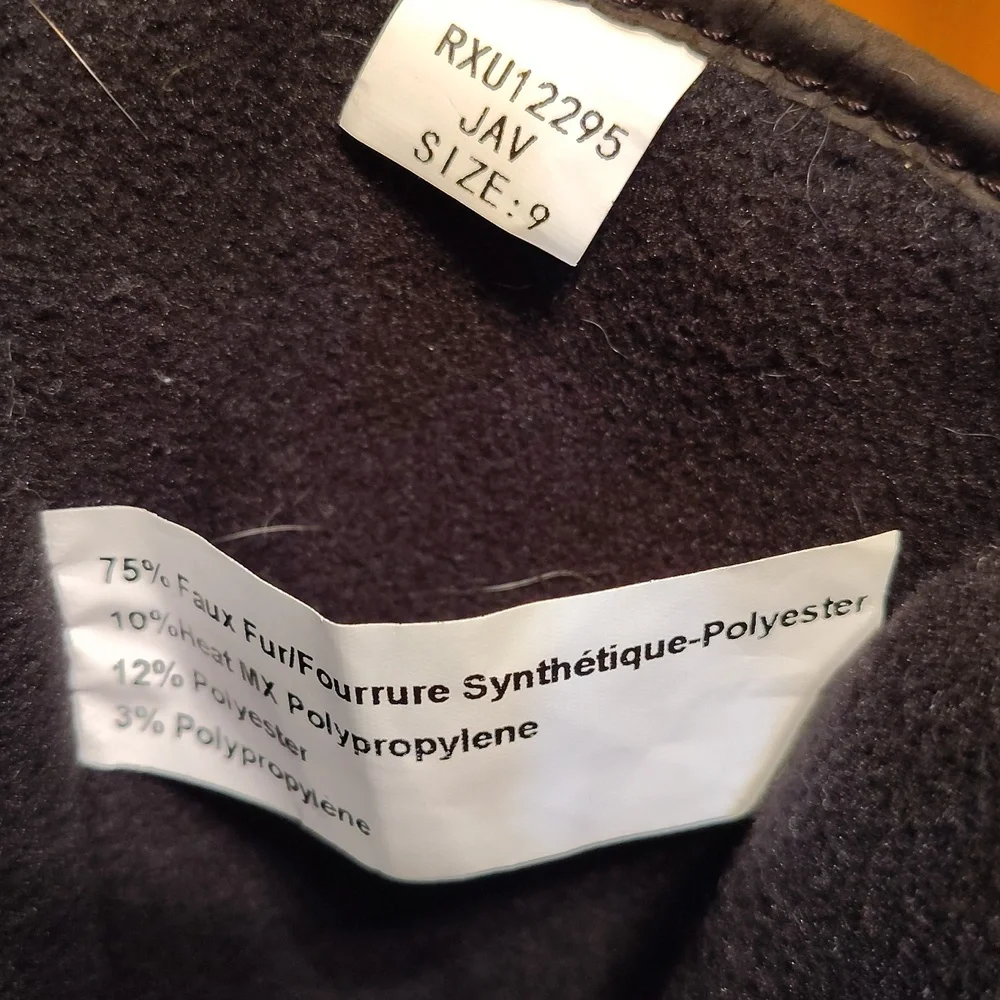 RXU12295
JAV
SIZE:9
75% Faux Fur/Fourrure Synthétique-Polyester
10%Heat MX Polypropylene
12% Polyester
3% Polypropylene